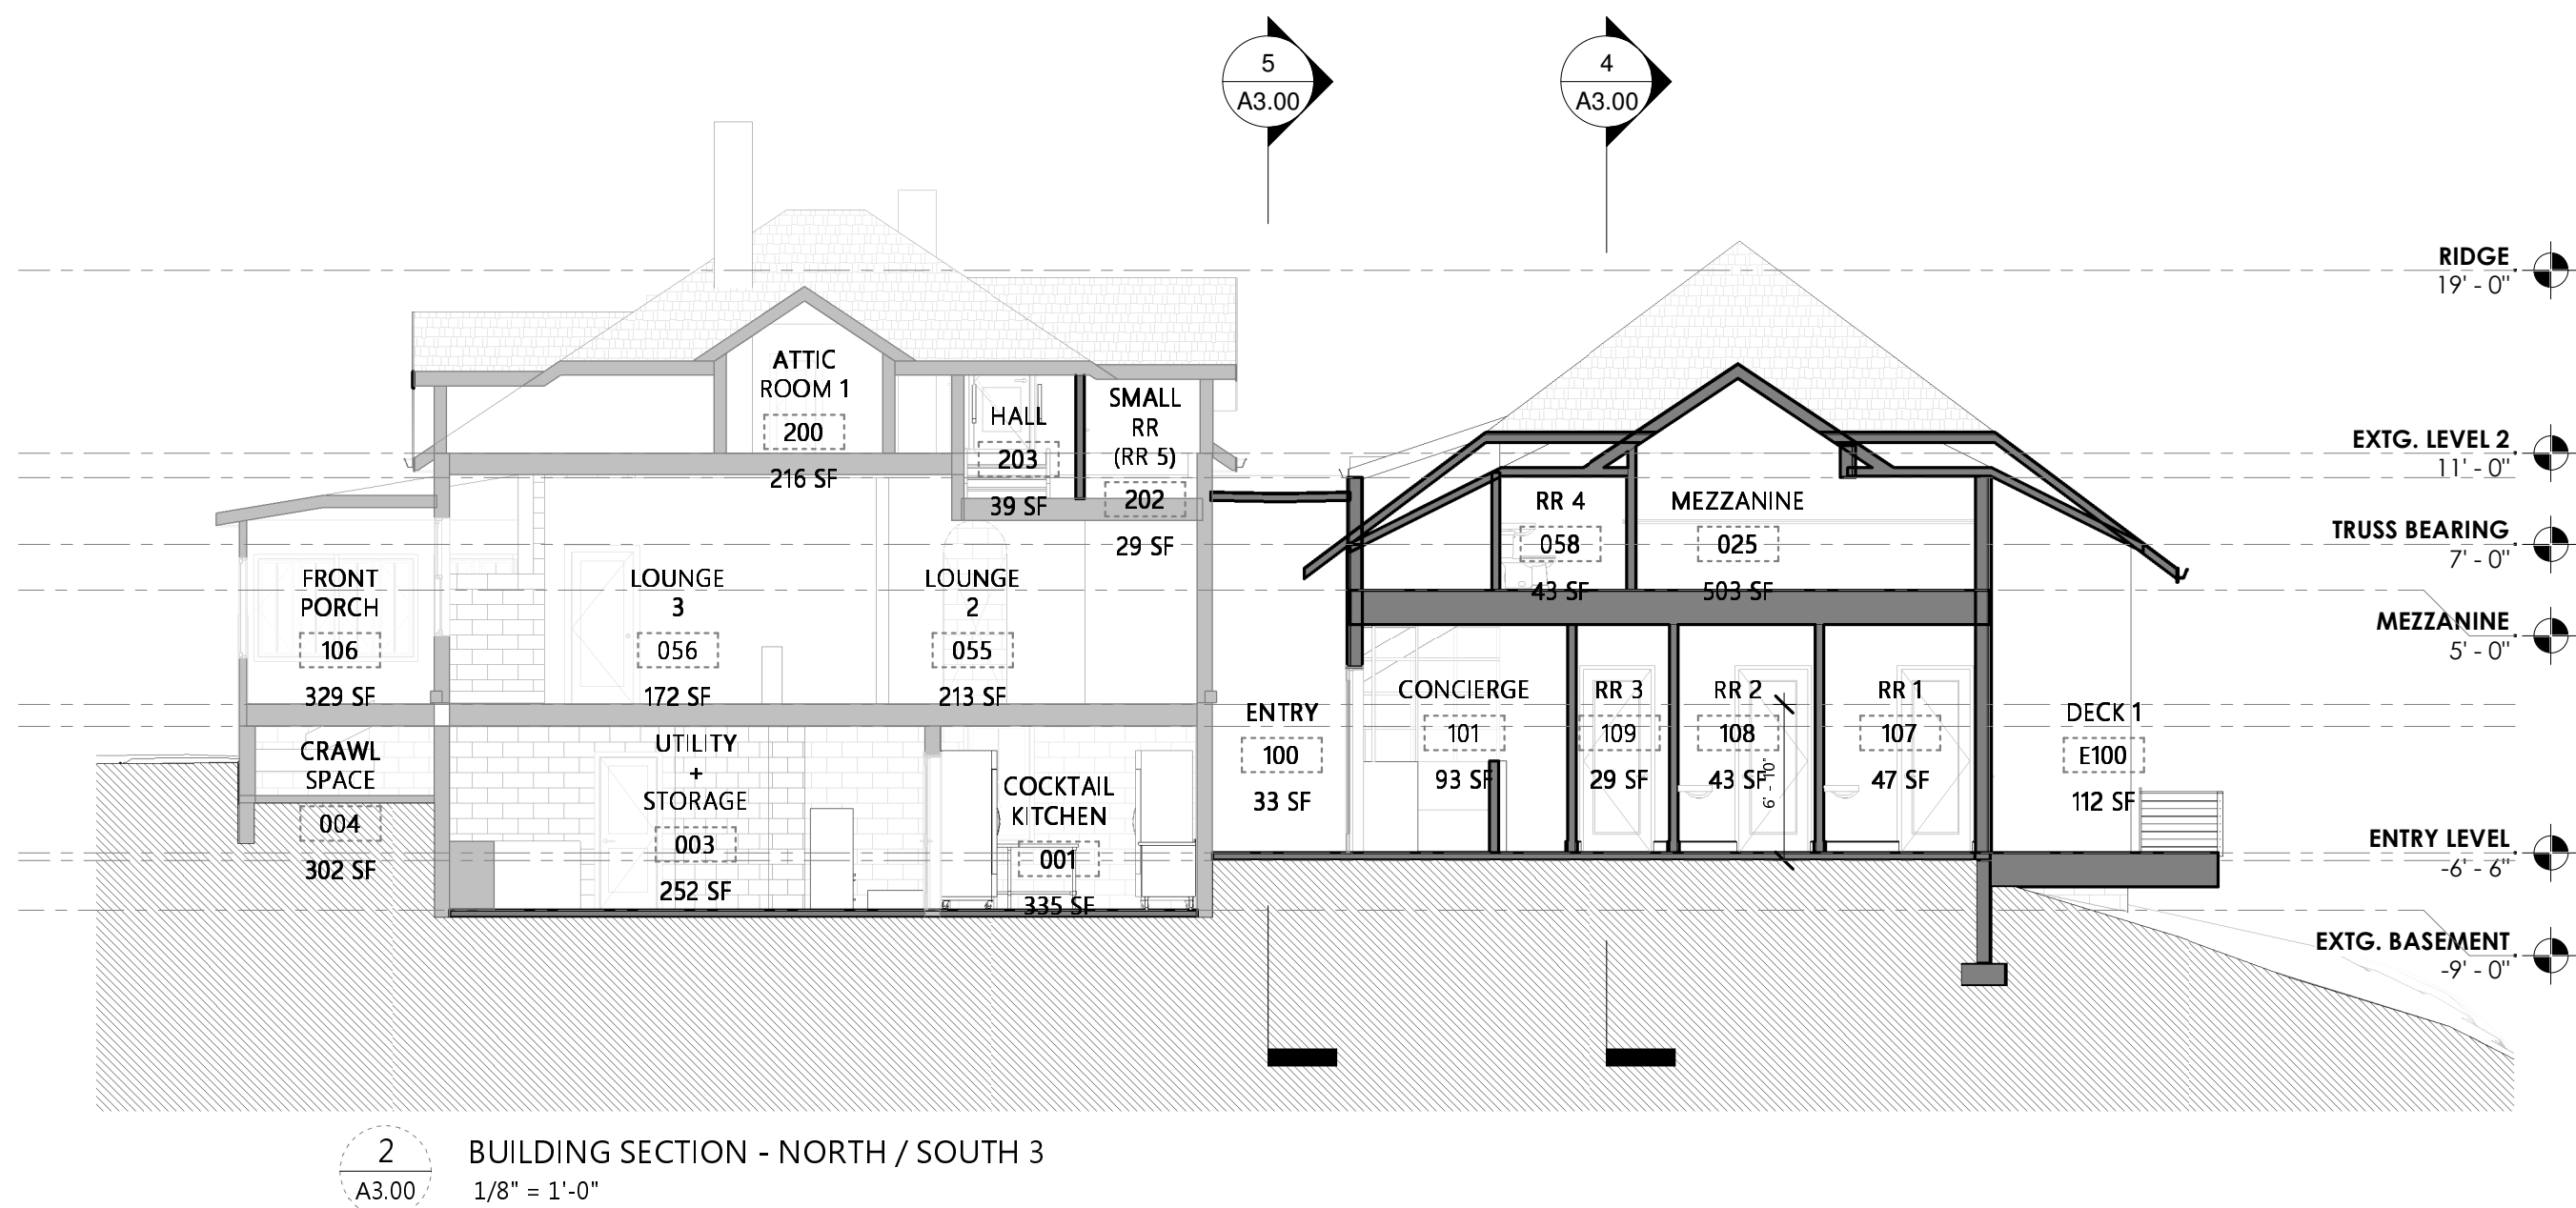 5
A3.00
4
A3.00
RIDGE
19' - 0"
EXTG. LEVEL 2
11' - 0"
TRUSS BEARING
7' - 0"
MEZZANINE
5' - 0"
ENTRY LEVEL
-6' - 6"
EXTG. BASEMENT
-9' - 0"
ATTIC
ROOM 1
200
216 SF
HALL
203
39 SF
SMALL
RR
(RR 5)
202
29 SF
RR 4
058
43 SF
MEZZANINE
025
503 SF
FRONT
PORCH
106
329 SF
LOUNGE
3
056
172 SF
LOUNGE
2
055
213 SF
ENTRY
100
33 SF
CONCIERGE
101
93 SF
RR 3
109
29 SF
RR 2
108
43 SF
6' - 10"
RR 1
107
47 SF
DECK 1
E100
112 SF
CRAWL
SPACE
004
302 SF
UTILITY
+
STORAGE
003
252 SF
COCKTAIL
KITCHEN
001
335 SF
2
A3.00
BUILDING SECTION - NORTH / SOUTH 3
1/8" = 1'-0"